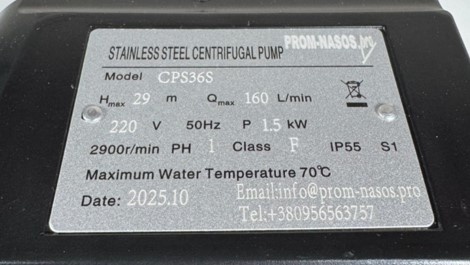 STAINLESS STEEL CENTRIFUGAL PUMP PROM-NASOS.pro
Model CPS36S
Hmax 29 m Qmax 160 L/min
220 V 50Hz P 1.5 kW
2900r/min PH 1 Class F IP55 S1
Maximum Water Temperature 70℃
Date: 2025.10 Email:info@prom-nasos.pro
Tel:+380956563757